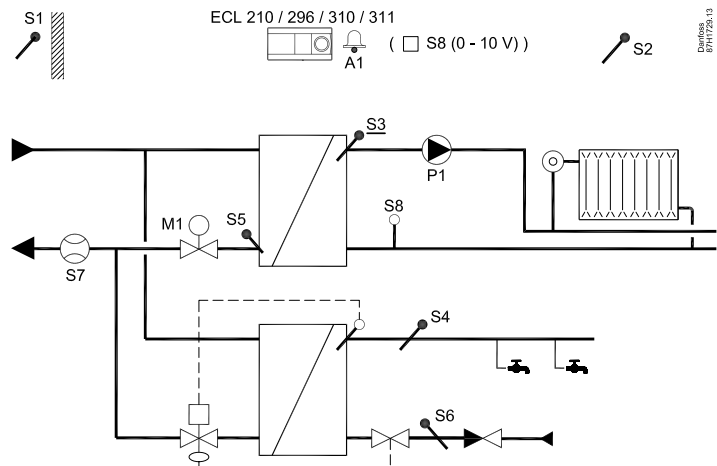 S1
ECL 210 / 296 / 310 / 311
A1
( S8 (0 - 10 V) )
S2
Danfoss
87H1729.13
S3
P1
M1
S5
S8
S7
S4
S6